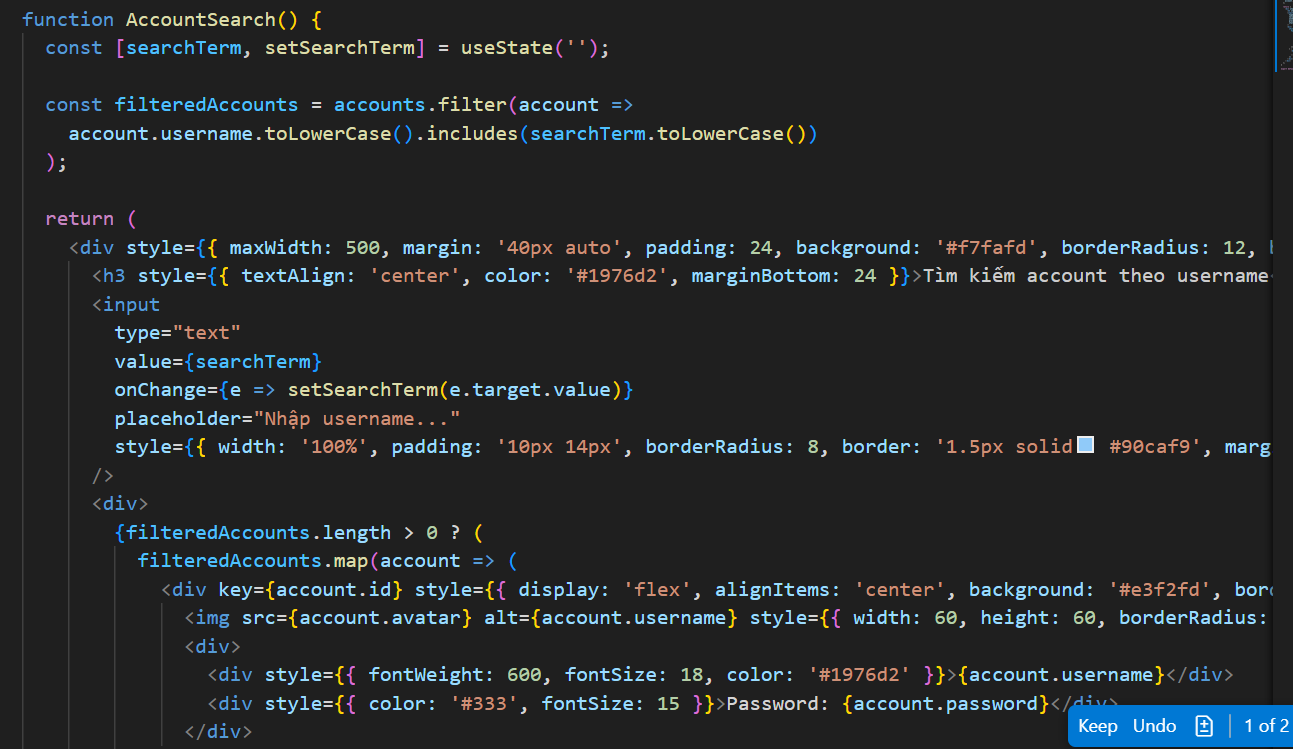 function AccountSearch() {
const [searchTerm, setSearchTerm] = useState('');
const filteredAccounts = accounts.filter(account =>
account.username.toLowerCase().includes(searchTerm.toLowerCase())
);
return (
<div style={{ maxWidth: 500, margin: '40px auto', padding: 24, background: '#f7fafd', borderRadius: 12,
<h3 style={{ textAlign: 'center', color: '#1976d2', marginBottom: 24 }}>Tìm kiếm account theo username
<input
type="text"
value={searchTerm}
onChange={e => setSearchTerm(e.target.value)}
placeholder="Nhập username..."
style={{ width: '100%', padding: '10px 14px', borderRadius: 8, border: '1.5px solid #90caf9', marg
/>
<div>
{filteredAccounts.length > 0 ? (
filteredAccounts.map(account => (
<div key={account.id} style={{ display: 'flex', alignItems: 'center', background: '#e3f2fd', bord
<img src={account.avatar} alt={account.username} style={{ width: 60, height: 60, borderRadius:
<div>
<div style={{ fontWeight: 600, fontSize: 18, color: '#1976d2' }}>{account.username}</div>
<div style={{ color: '#333', fontSize: 15 }}>Password: {account.password}</div>
</div>
Keep Undo 1 of 2